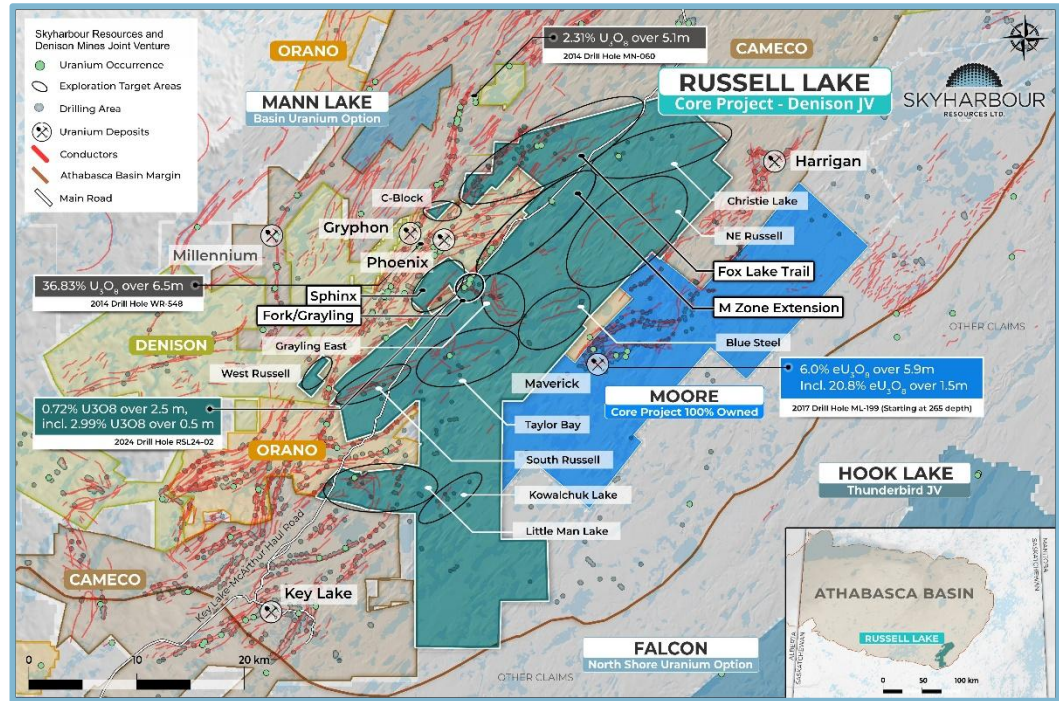 Skyharbour Resources and
Denison Mines Joint Venture
Uranium Occurrence
Exploration Target Areas
Drilling Area
Uranium Deposits
Conductors
Athabasca Basin Margin
Main Road
ORANO
2.31% U₃O₈ over 5.1m
2014 Drill Hole MN-060
CAMECO
MANN LAKE
Basin Uranium Option
RUSSELL LAKE
Core Project - Denison JV
SKYHARBOUR
RESOURCES LTD.
Harrigan
C-Block
Christie Lake
Gryphon
NE Russell
Millennium
Phoenix
Fox Lake Trail
36.83% U₃O₈ over 6.5m
2014 Drill Hole WR-548
Sphinx
Fork/Grayling
M Zone Extension
OTHER CLAIMS
DENISON
Grayling East
Blue Steel
West Russell
Maverick
6.0% eU₃O₈ over 5.9m
Incl. 20.8% eU₃O₈ over 1.5m
2017 Drill Hole ML-199 (Starting at 265 depth)
MOORE
Core Project 100% Owned
0.72% U3O8 over 2.5 m,
incl. 2.99% U3O8 over 0.5 m
2024 Drill Hole RSL24-02
Taylor Bay
ORANO
South Russell
HOOK LAKE
Thunderbird JV
Kowalchuk Lake
Little Man Lake
Key Lake-McArthur Haul Road
CAMECO
Key Lake
ATHABASCA BASIN
RUSSELL LAKE
ALBERTA
SASKATCHEWAN
SASKATCHEWAN
MANITOBA
0 50 100 km
FALCON
North Shore Uranium Option
OTHER CLAIMS
0 10 20 km